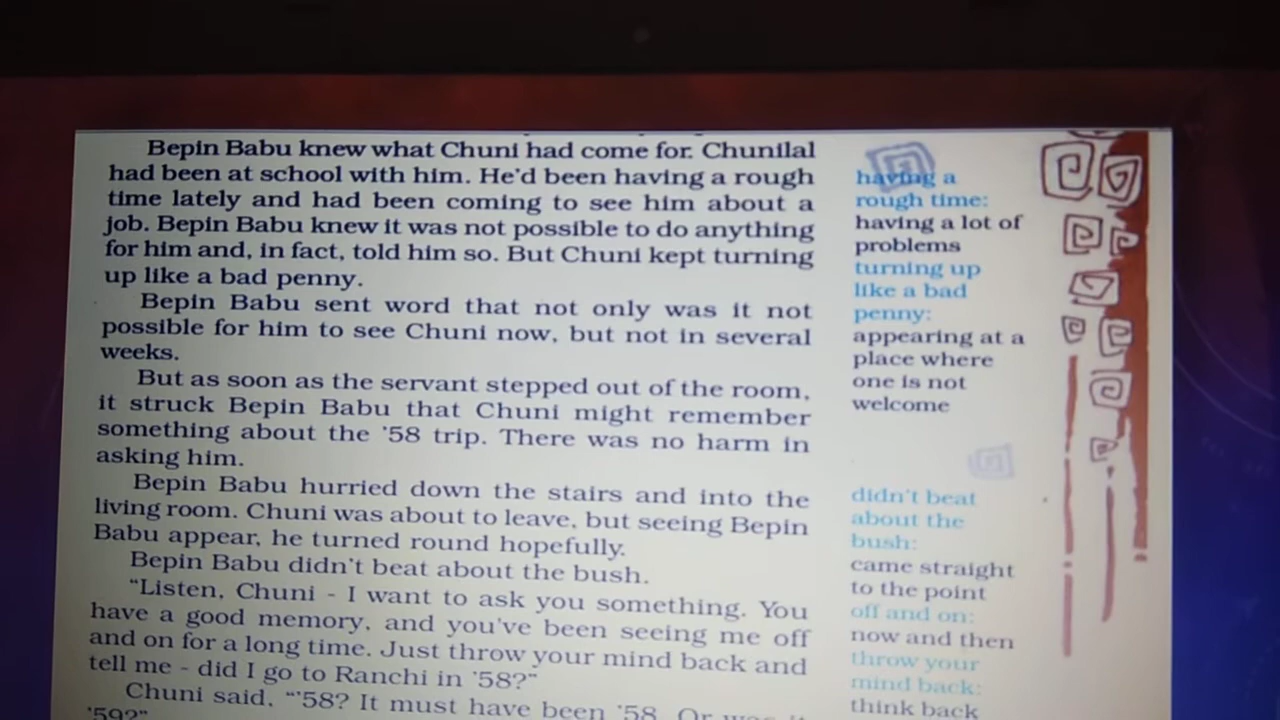 Bepin Babu knew what Chuni had come for. Chunilal
had been at school with him. He'd been having a rough
time lately and had been coming to see him about a
job. Bepin Babu knew it was not possible to do anything
for him and, in fact, told him so. But Chuni kept turning
up like a bad penny.
Bepin Babu sent word that not only was it not
possible for him to see Chuni now, but not in several
weeks.
But as soon as the servant stepped out of the room,
it struck Bepin Babu that Chuni might remember
something about the '58 trip. There was no harm in
asking him.
Bepin Babu hurried down the stairs and into the
living room. Chuni was about to leave, but seeing Bepin
Babu appear, he turned round hopefully.
Bepin Babu didn't beat about the bush.
"Listen, Chuni - I want to ask you something. You
have a good memory, and you've been seeing me off
and on for a long time. Just throw your mind back and
tell me - did I go to Ranchi in '58?"
Chuni said, "'58? It must have been '58. Or was it
'59?"
having a
rough time:
having a lot of
problems
turning up
like a bad
penny:
appearing at a
place where
one is not
welcome
didn't beat
about the
bush:
came straight
to the point
off and on:
now and then
throw your
mind back:
think back